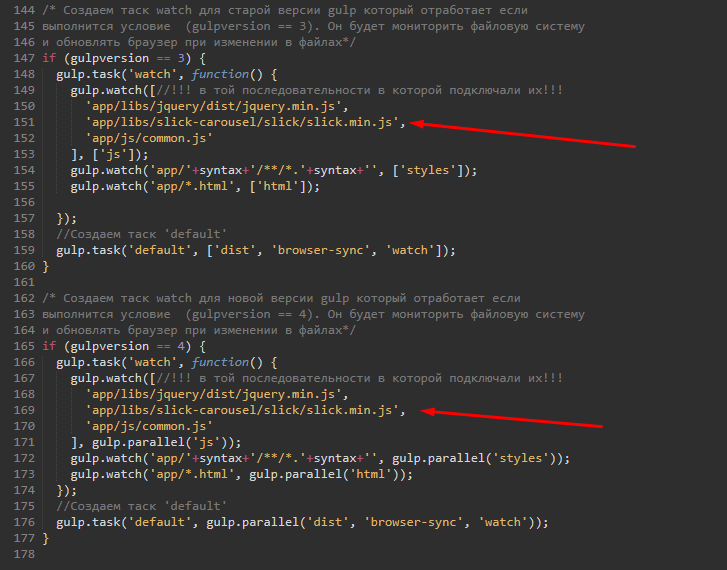 144 /* Создаем таск watch для старой версии gulp который отработает если
145 выполнится условие  (gulpversion == 3). Он будет мониторить файловую систему
146 и обновлять браузер при изменении в файлах*/
147 if (gulpversion == 3) {
148   gulp.task('watch', function() {
149     gulp.watch([//!!! в той последовательности в которой подключали их!!!
150       'app/libs/jquery/dist/jquery.min.js',
151       'app/libs/slick-carousel/slick/slick.min.js',
152       'app/js/common.js'
153     ], ['js']);
154     gulp.watch('app/'+syntax+'/**/*.'+syntax+'', ['styles']);
155     gulp.watch('app/*.html', ['html']);
156
157   });
158   //Создаем таск 'default'
159   gulp.task('default', ['dist', 'browser-sync', 'watch']);
160 }
161
162 /* Создаем таск watch для новой версии gulp который отработает если
163 выполнится условие  (gulpversion == 4). Он будет мониторить файловую систему
164 и обновлять браузер при изменении в файлах*/
165 if (gulpversion == 4) {
166   gulp.task('watch', function() {
167     gulp.watch([//!!! в той последовательности в которой подключали их!!!
168       'app/libs/jquery/dist/jquery.min.js',
169       'app/libs/slick-carousel/slick/slick.min.js',
170       'app/js/common.js'
171     ], gulp.parallel('js'));
172     gulp.watch('app/'+syntax+'/**/*.'+syntax+'', gulp.parallel('styles'));
173     gulp.watch('app/*.html', gulp.parallel('html'));
174   });
175   //Создаем таск 'default'
176   gulp.task('default', gulp.parallel('dist', 'browser-sync', 'watch'));
177 }
178